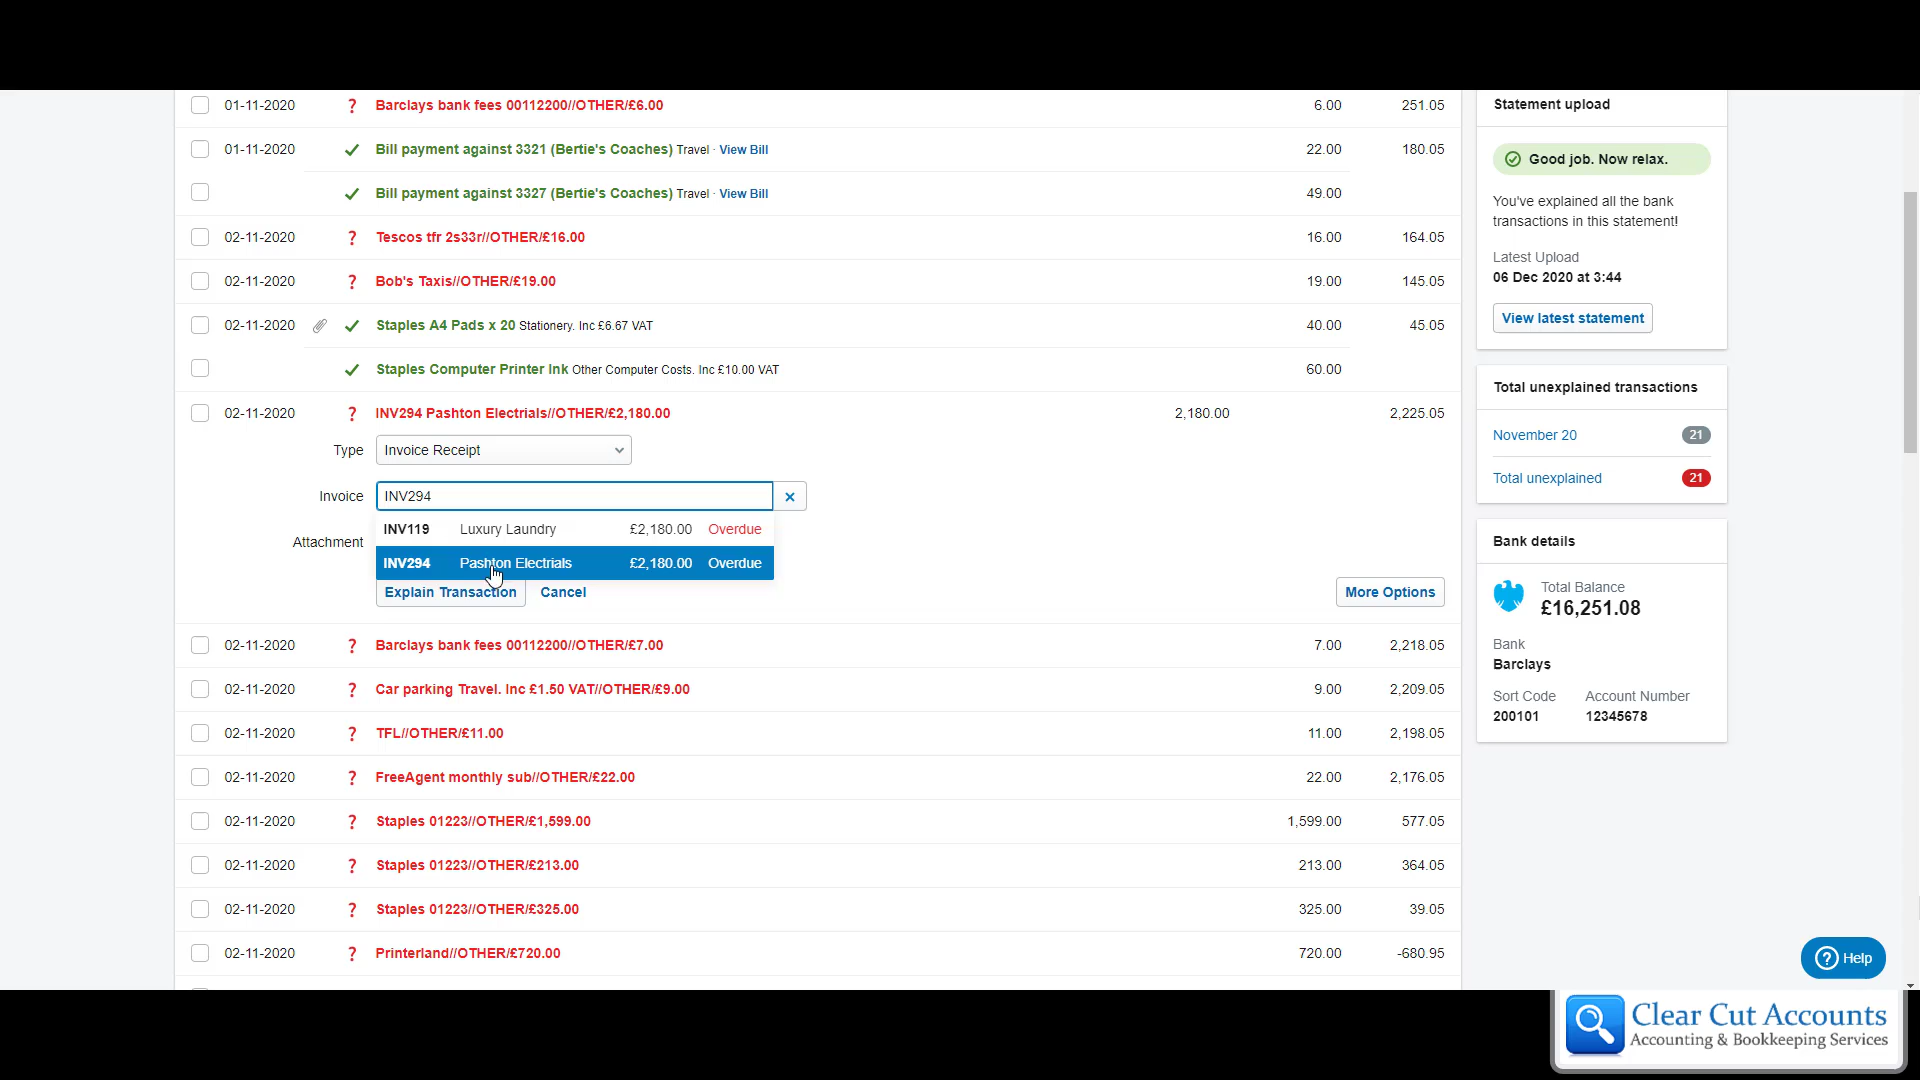 01-11-2020 ? Barclays bank fees 00112200//OTHER/£6.00 6.00 251.05
01-11-2020 Bill payment against 3321 (Bertie's Coaches) Travel · View Bill 22.00 180.05
Bill payment against 3327 (Bertie's Coaches) Travel · View Bill 49.00
02-11-2020 ? Tescos tfr 2s33r//OTHER/£16.00 16.00 164.05
02-11-2020 ? Bob's Taxis//OTHER/£19.00 19.00 145.05
02-11-2020 Staples A4 Pads x 20 Stationery. Inc £6.67 VAT 40.00 45.05
Staples Computer Printer Ink Other Computer Costs. Inc £10.00 VAT 60.00
02-11-2020 ? INV294 Pashton Electrials//OTHER/£2,180.00 2,180.00 2,225.05
Type Invoice Receipt
Invoice INV294
INV119 Luxury Laundry £2,180.00 Overdue
Attachment
INV294 Pashton Electrials £2,180.00 Overdue
Explain Transaction Cancel More Options
02-11-2020 ? Barclays bank fees 00112200//OTHER/£7.00 7.00 2,218.05
02-11-2020 ? Car parking Travel. Inc £1.50 VAT//OTHER/£9.00 9.00 2,209.05
02-11-2020 ? TFL//OTHER/£11.00 11.00 2,198.05
02-11-2020 ? FreeAgent monthly sub//OTHER/£22.00 22.00 2,176.05
02-11-2020 ? Staples 01223//OTHER/£1,599.00 1,599.00 577.05
02-11-2020 ? Staples 01223//OTHER/£213.00 213.00 364.05
02-11-2020 ? Staples 01223//OTHER/£325.00 325.00 39.05
02-11-2020 ? Printerland//OTHER/£720.00 720.00 -680.95
Statement upload
Good job. Now relax.
You've explained all the bank
transactions in this statement!
Latest Upload
06 Dec 2020 at 3:44
View latest statement
Total unexplained transactions
November 20 21
Total unexplained 21
Bank details
Total Balance
£16,251.08
Bank
Barclays
Sort Code Account Number
200101 12345678
? Help
Clear Cut Accounts
Accounting & Bookkeeping Services